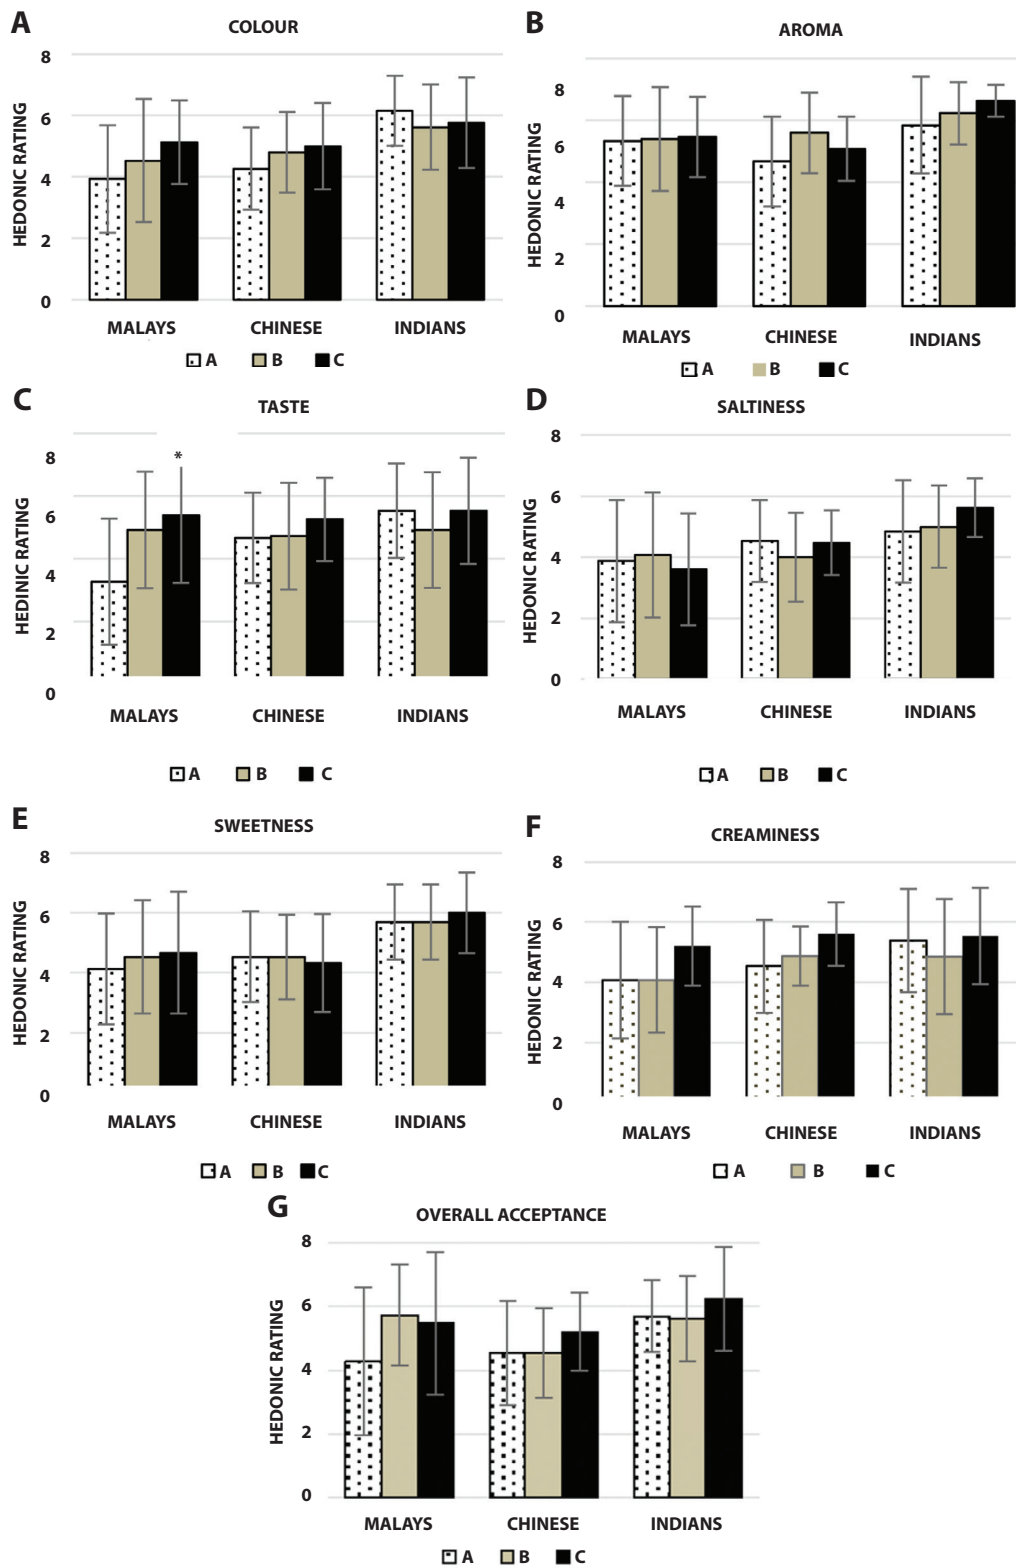 A
COLOUR
HEDONIC RATING
8
6
4
2
0
MALAYS CHINESE INDIANS
A B C
B
AROMA
HEDONIC RATING
8
6
4
2
0
MALAYS CHINESE INDIANS
A B C
C
TASTE
HEDINIC RATING
8
6
4
2
0
*
MALAYS CHINESE INDIANS
A B C
D
SALTINESS
HEDONIC RATING
8
6
4
2
0
MALAYS CHINESE INDIANS
A B C
E
SWEETNESS
HEDONIC RATING
8
6
4
2
0
MALAYS CHINESE INDIANS
A B C
F
CREAMINESS
HEDONIC RATING
8
6
4
2
0
MALAYS CHINESE INDIANS
A B C
G
OVERALL ACCEPTANCE
HEDONIC RATING
8
6
4
2
0
MALAYS CHINESE INDIANS
A B C